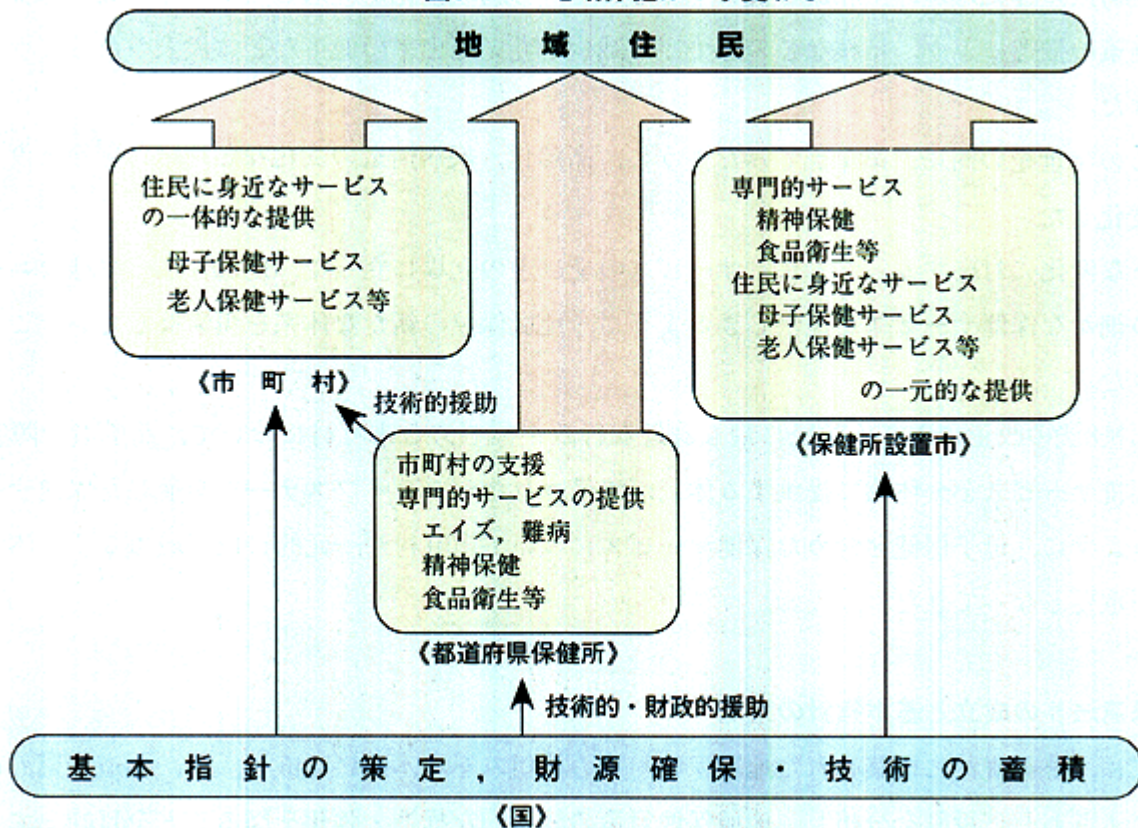 地域住民
住民に身近なサービス
の一体的な提供
母子保健サービス
老人保健サービス等
《市町村》
技術的援助
市町村の支援
専門的サービスの提供
エイズ，難病
精神保健
食品衛生等
《都道府県保健所》
専門的サービス
精神保健
食品衛生等
住民に身近なサービス
母子保健サービス
老人保健サービス等
の一元的な提供
《保健所設置市》
技術的・財政的援助
基本指針の策定，財源確保・技術の蓄積
《国》